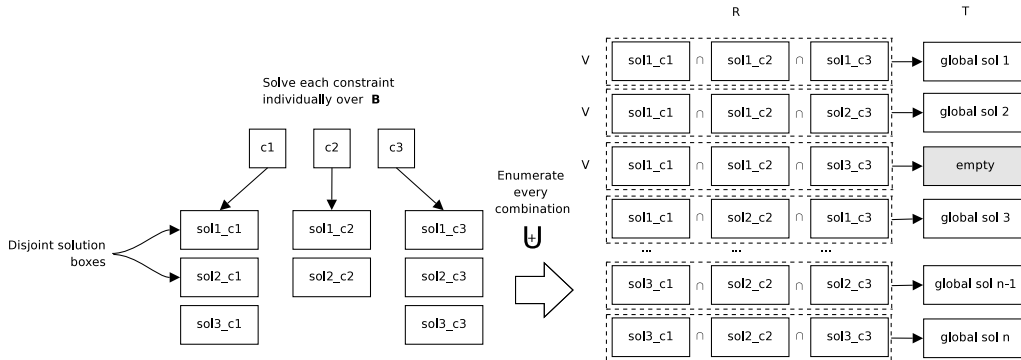 Solve each constraint
individually over B
c1 c2 c3
Disjoint solution
boxes
sol1_c1 sol1_c2 sol1_c3
sol2_c1 sol2_c2 sol2_c3
sol3_c1 sol3_c3
Enumerate
every
combination
⊎
R T
V sol1_c1 ∩ sol1_c2 ∩ sol1_c3 global sol 1
V sol1_c1 ∩ sol1_c2 ∩ sol2_c3 global sol 2
V sol1_c1 ∩ sol1_c2 ∩ sol3_c3 empty
sol1_c1 ∩ sol2_c2 ∩ sol1_c3 global sol 3
... ... ...
sol3_c1 ∩ sol2_c2 ∩ sol2_c3 global sol n-1
sol3_c1 ∩ sol2_c2 ∩ sol3_c3 global sol n